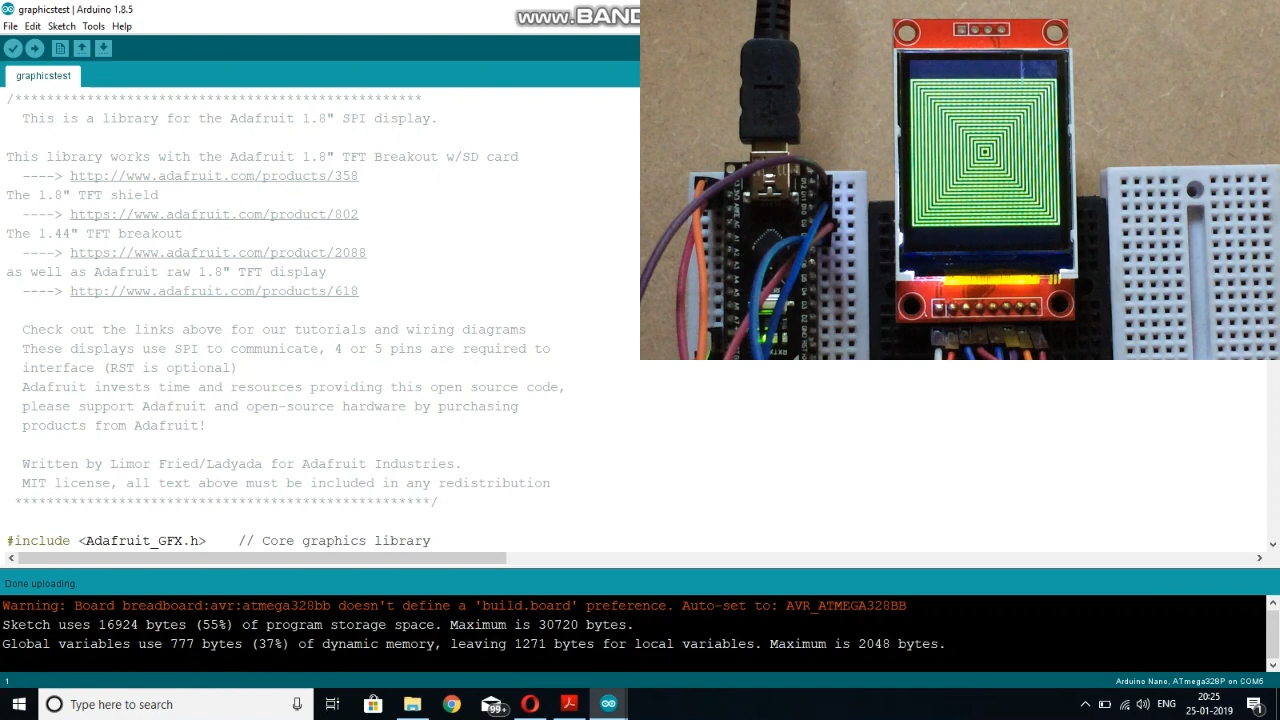 graphicstest | Arduino 1.8.5
www.BAND
File Edit Sketch Tools Help
graphicstest
/***************************************************
This is a library for the Adafruit 1.8" SPI display.
This library works with the Adafruit 1.8" TFT Breakout w/SD card
----> http://www.adafruit.com/products/358
The 1.8" TFT shield
----> https://www.adafruit.com/product/802
The 1.44" TFT breakout
----> https://www.adafruit.com/product/2088
as well as Adafruit raw 1.8" TFT display
----> http://www.adafruit.com/products/618
Check out the links above for our tutorials and wiring diagrams
These displays use SPI to communicate, 4 or 5 pins are required to
interface (RST is optional)
Adafruit invests time and resources providing this open source code,
please support Adafruit and open-source hardware by purchasing
products from Adafruit!
Written by Limor Fried/Ladyada for Adafruit Industries.
MIT license, all text above must be included in any redistribution
****************************************************/
#include <Adafruit_GFX.h> // Core graphics library
Done uploading.
Warning: Board breadboard:avr:atmega328bb doesn't define a 'build.board' preference. Auto-set to: AVR_ATMEGA328BB
Sketch uses 16924 bytes (55%) of program storage space. Maximum is 30720 bytes.
Global variables use 777 bytes (37%) of dynamic memory, leaving 1271 bytes for local variables. Maximum is 2048 bytes.
1
Arduino Nano, ATmega328P on COM5
Type here to search
99+
ENG
20:25
25-01-2019
1